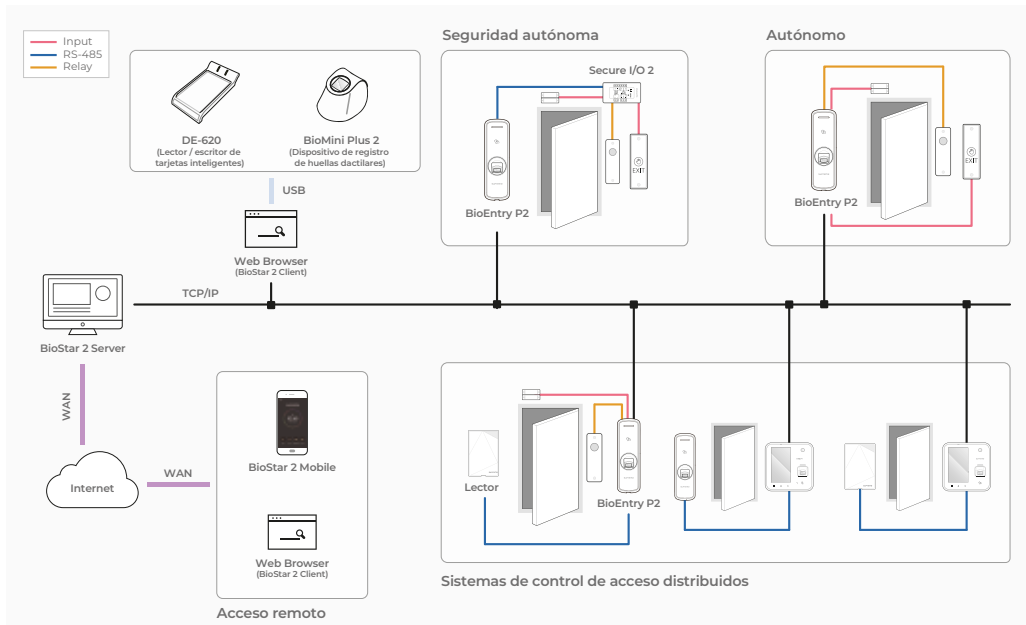 Input
RS-485
Relay
DE-620
(Lector / escritor de
tarjetas inteligentes)
BioMini Plus 2
(Dispositivo de registro
de huellas dactilares)
USB
Web Browser
(BioStar 2 Client)
Seguridad autónoma
Secure I/O 2
EXIT
BioEntry P2
Autónomo
EXIT
BioEntry P2
TCP/IP
BioStar 2 Server
WAN
Internet
WAN
BioStar 2 Mobile
Web Browser
(BioStar 2 Client)
Acceso remoto
Lector
BioEntry P2
Sistemas de control de acceso distribuidos